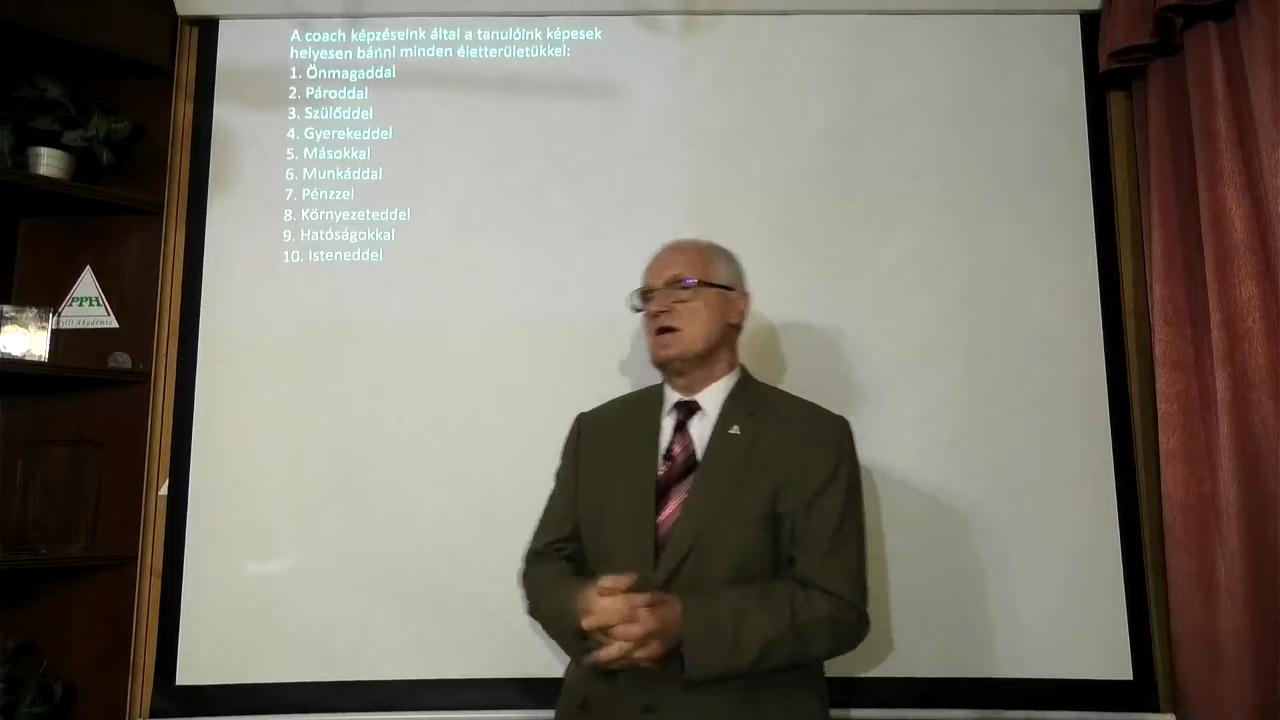 A coach képzéseink által a tanulóink képesek
helyesen bánni minden életterületükkel:
1. Önmagaddal
2. Pároddal
3. Szülőddel
4. Gyerekeddel
5. Másokkal
6. Munkáddal
7. Pénzzel
8. Környezeteddel
9. Hatóságokkal
10. Isteneddel
PPH
Akadémia